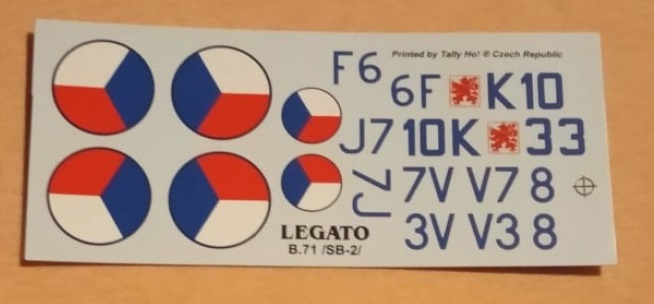 Printed by Tally Ho! ® Czech Republic
F6
6F K10
J7 10K 33
7J
7V V7 8
3V V3 8
LEGATO
B.71 /SB-2/